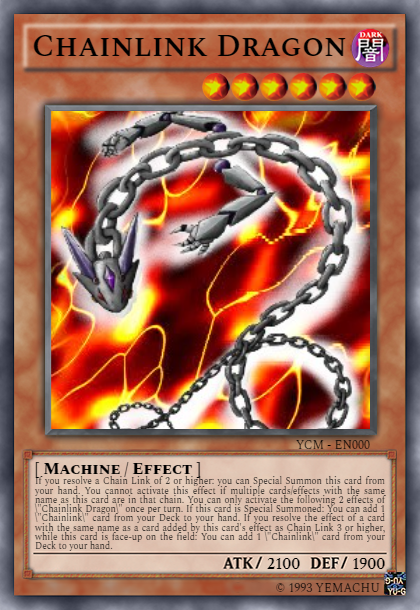 CHAINLINK DRAGON
DARK
闇
YCM - EN000
[ MACHINE / EFFECT ]
If you resolve a Chain Link of 2 or higher: you can Special Summon this card
from your hand. You cannot activate this effect if multiple cards/effects with the same
name as this card are in that chain. You can only activate the following 2 effects of
\"Chainlink Dragon\" once per turn. If this card is Special Summoned: You can add 1
\"Chainlink\" card from your Deck to your hand. If you resolve the effect of a card
with the same name as a card added by this card's effect as Chain Link 3 or higher,
while this card is face-up on the field: You can add 1 \"Chainlink\" card from your
Deck to your hand.
ATK/ 2100 DEF/ 1900
© 1993 YEMACHU
YU-G